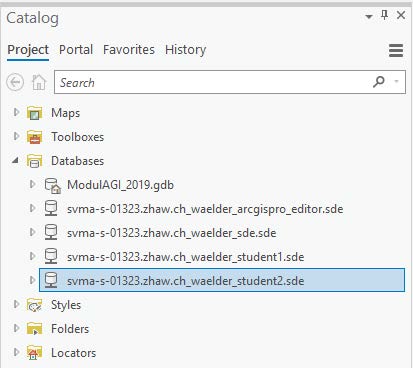 Catalog
Project Portal Favorites History
Search
Maps
Toolboxes
Databases
ModulAGI_2019.gdb
svma-s-01323.zhaw.ch_waelder_arcgispro_editor.sde
svma-s-01323.zhaw.ch_waelder_sde.sde
svma-s-01323.zhaw.ch_waelder_student1.sde
svma-s-01323.zhaw.ch_waelder_student2.sde
Styles
Folders
Locators